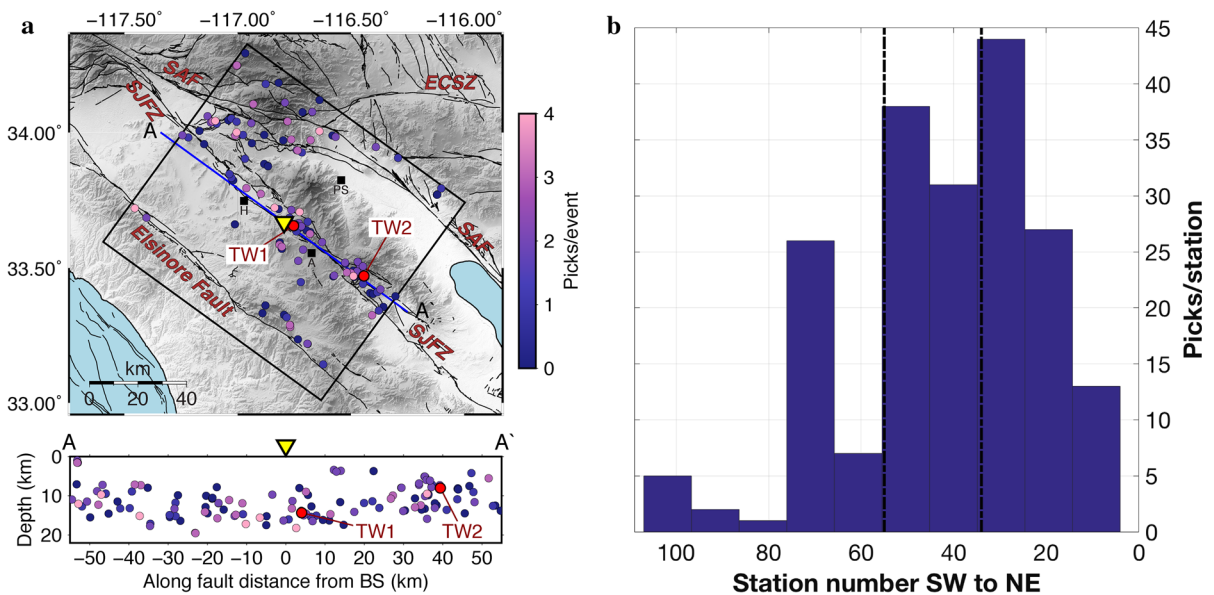 a
−117.50° −117.00° −116.50° −116.00°
34.00°
33.50°
33.00°
SAF
SJFZ
ECSZ
A
PS
H
TW1
TW2
A
SAF
Elsinore Fault
A`
SJFZ
km
0 20 40
4
3
2
1
0
Picks/event
A A`
0
10
20
Depth (km)
TW1
TW2
−50 −40 −30 −20 −10 0 10 20 30 40 50
Along fault distance from BS (km)
b
45
40
35
30
25
20
15
10
5
0
Picks/station
100 80 60 40 20 0
Station number SW to NE